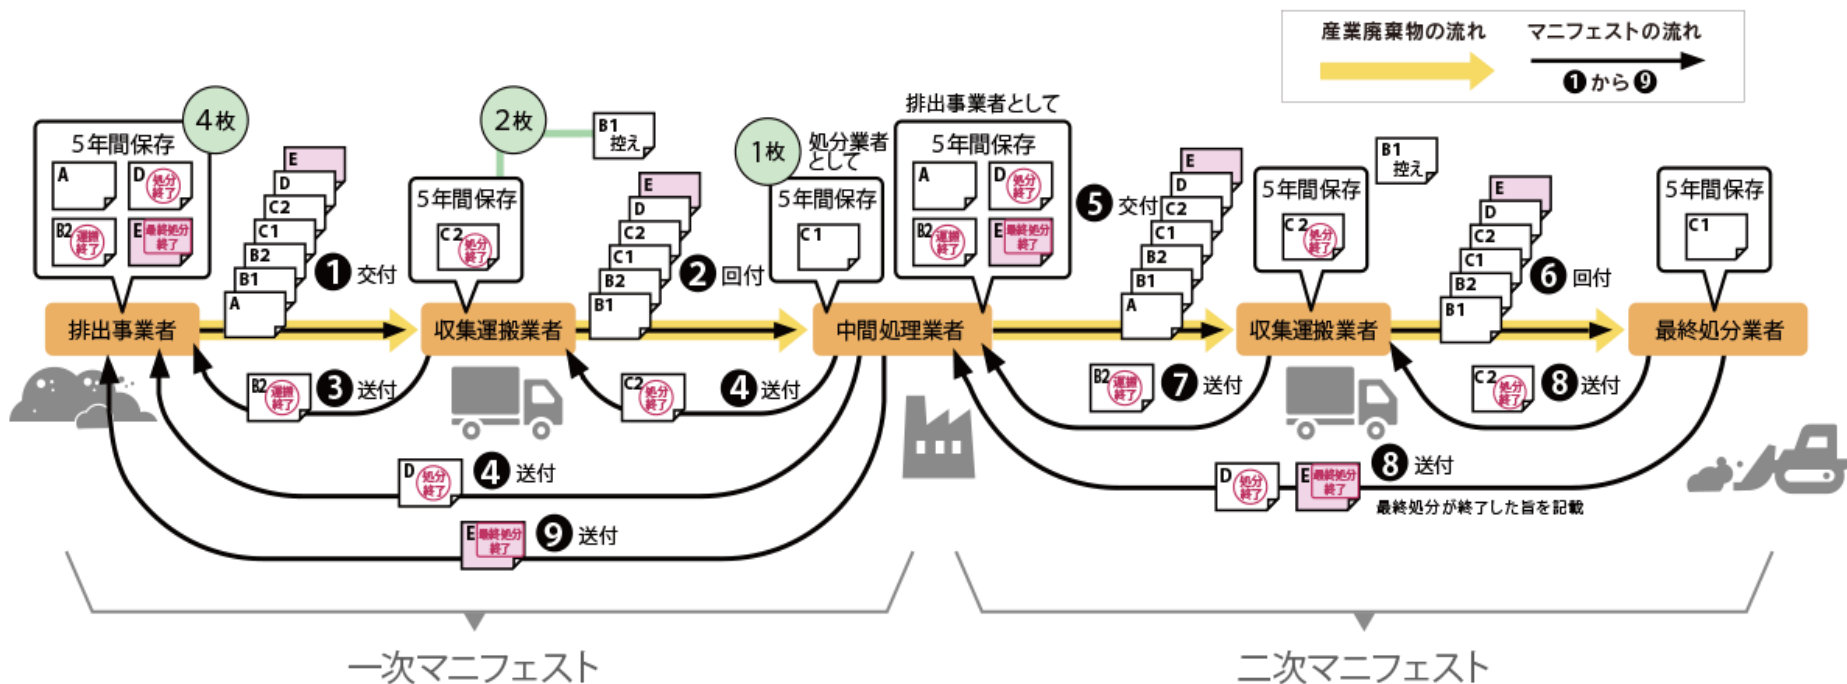 産業廃棄物の流れ
マニフェストの流れ
❶から❾
4枚
5年間保存
A
D 処分終了
B2 運搬終了
E 最終処分終了
E
D
C2
C1
B2
B1
A
❶交付
2枚
B1
控え
5年間保存
C2 処分終了
E
D
C2
C1
B2
B1
❷回付
1枚
処分業者
として
5年間保存
C1
排出事業者として
5年間保存
A
D 処分終了
B2 運搬終了
E 最終処分終了
❺交付
E
D
C2
C1
B2
B1
A
B1
控え
5年間保存
C2 処分終了
E
D
C2
C1
B2
B1
❻回付
5年間保存
C1
排出事業者
収集運搬業者
中間処理業者
収集運搬業者
最終処分業者
B2 運搬終了
❸送付
C2 処分終了
❹送付
B2 運搬終了
❼送付
C2 処分終了
❽送付
D 処分終了
❹送付
D 処分終了
E 最終処分終了
❽送付
最終処分が終了した旨を記載
E 最終処分終了
❾送付
一次マニフェスト
二次マニフェスト